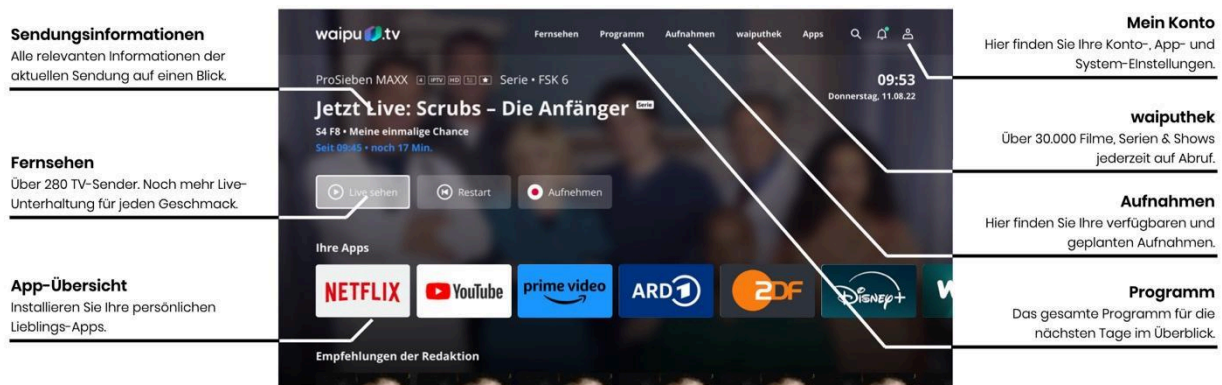 Sendungsinformationen
Alle relevanten Informationen der
aktuellen Sendung auf einen Blick.
Fernsehen
Über 280 TV-Sender. Noch mehr Live-
Unterhaltung für jeden Geschmack.
App-Übersicht
Installieren Sie Ihre persönlichen
Lieblings-Apps.
waipu.tv
Fernsehen Programm Aufnahmen waiputhek Apps
ProSieben MAXX IPTV HD Serie • FSK 6
09:53
Donnerstag, 11.08.22
Jetzt Live: Scrubs – Die Anfänger Serie
S4 F8 • Meine einmalige Chance
Seit 09:45 • noch 17 Min.
Live sehen Restart Aufnehmen
Ihre Apps
NETFLIX YouTube prime video ARD 1 2DF Disney+ W
Empfehlungen der Redaktion
Mein Konto
Hier finden Sie Ihre Konto-, App- und
System-EInstellungen.
waiputhek
Über 30.000 Filme, Serien & Shows
jederzeit auf Abruf.
Aufnahmen
Hier finden Sie Ihre verfügbaren und
geplanten Aufnahmen.
Programm
Das gesamte Programm für die
nächsten Tage im Überblick.